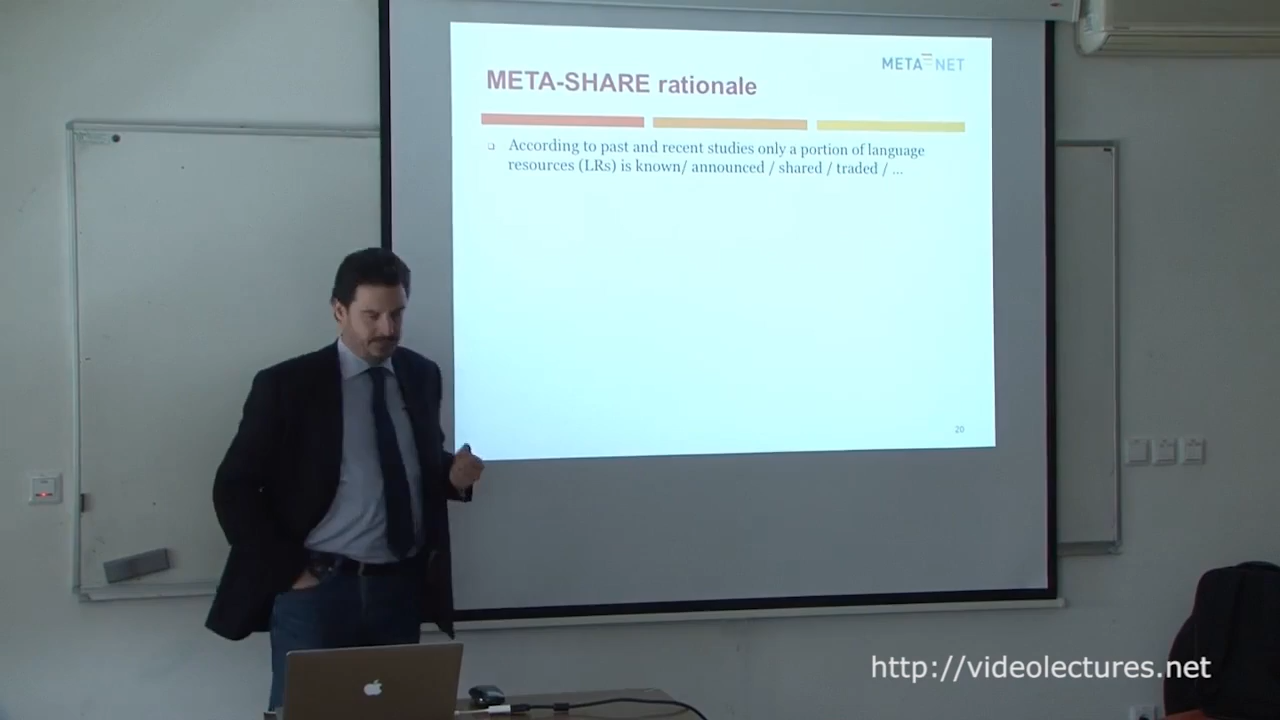 META NET
META-SHARE rationale
According to past and recent studies only a portion of language
resources (LRs) is known/ announced / shared / traded / ...
20
http://videolectures.net